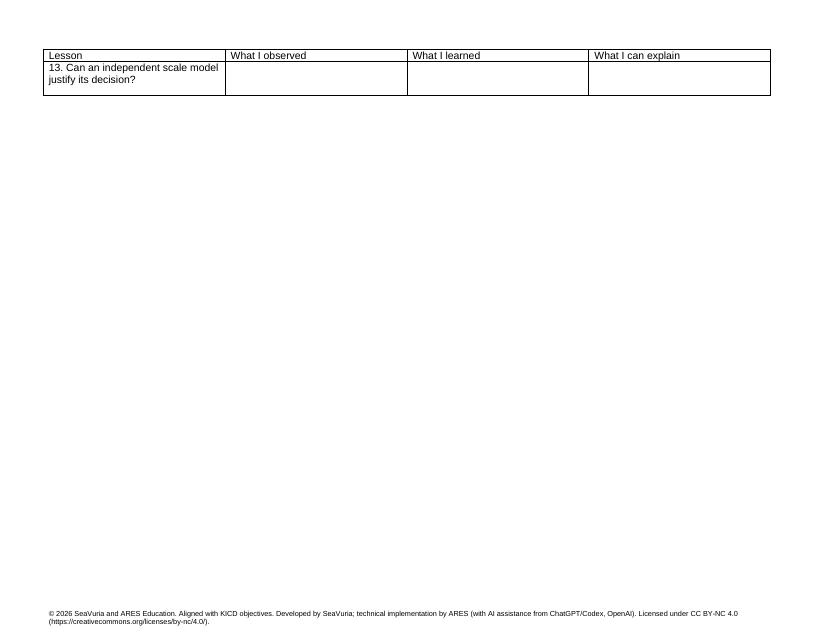 Lesson What I observed What I learned What I can explain
13. Can an independent scale model
justify its decision?
© 2026 SeaVuria and ARES Education. Aligned with KICD objectives. Developed by SeaVuria; technical implementation by ARES (with AI assistance from ChatGPT/Codex, OpenAI). Licensed under CC BY-NC 4.0
(https://creativecommons.org/licenses/by-nc/4.0/).